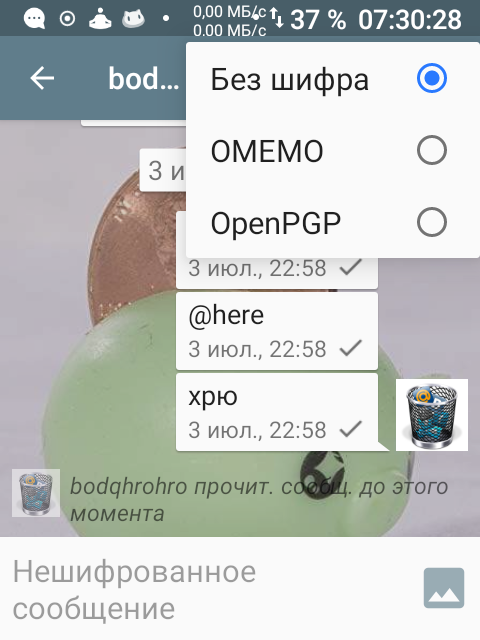 0,00 МБ/с
0.00 МБ/с
37 %
07:30:28
bod...
Без шифра
OMEMO
OpenPGP
3 и
3 июл., 22:58
@here
3 июл., 22:58
хрю
3 июл., 22:58
bodqhrohro прочит. сообщ. до этого
момента
Нешифрованное
сообщение